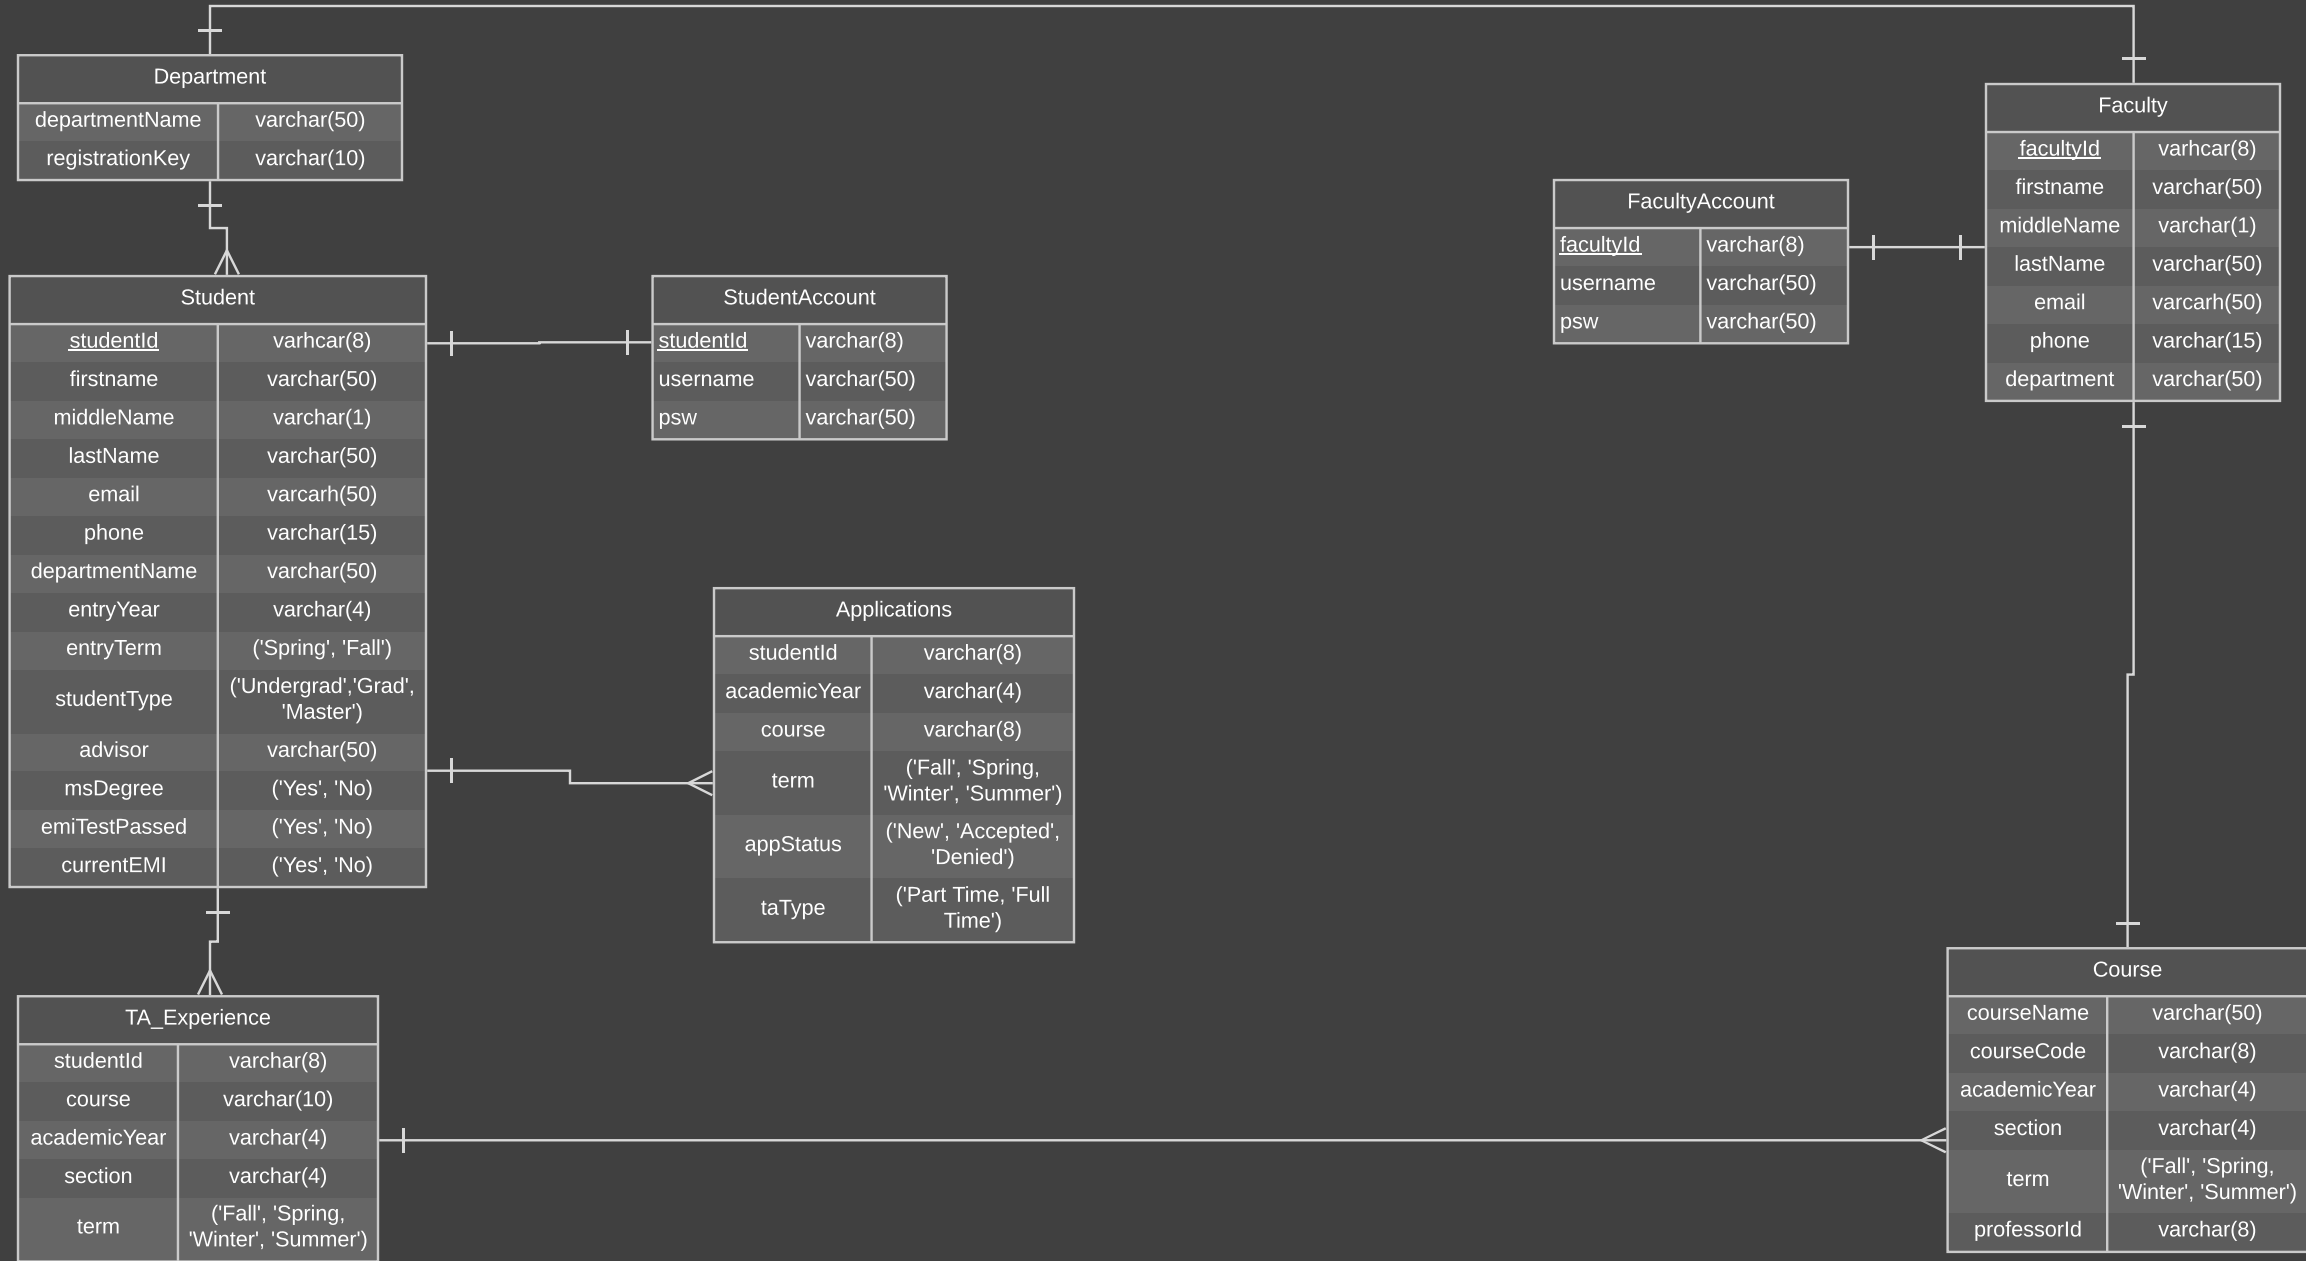 Department
departmentName varchar(50)
registrationKey varchar(10)
Faculty
facultyId varhcar(8)
firstname varchar(50)
middleName varchar(1)
lastName varchar(50)
email varcarh(50)
phone varchar(15)
department varchar(50)
FacultyAccount
facultyId varchar(8)
username varchar(50)
psw varchar(50)
Student
studentId varhcar(8)
firstname varchar(50)
middleName varchar(1)
lastName varchar(50)
email varcarh(50)
phone varchar(15)
departmentName varchar(50)
entryYear varchar(4)
entryTerm ('Spring', 'Fall')
studentType ('Undergrad','Grad',
'Master')
advisor varchar(50)
msDegree ('Yes', 'No)
emiTestPassed ('Yes', 'No)
currentEMI ('Yes', 'No)
StudentAccount
studentId varchar(8)
username varchar(50)
psw varchar(50)
Applications
studentId varchar(8)
academicYear varchar(4)
course varchar(8)
term ('Fall', 'Spring,
'Winter', 'Summer')
appStatus ('New', 'Accepted',
'Denied')
taType ('Part Time, 'Full
Time')
TA_Experience
studentId varchar(8)
course varchar(10)
academicYear varchar(4)
section varchar(4)
term ('Fall', 'Spring,
'Winter', 'Summer')
Course
courseName varchar(50)
courseCode varchar(8)
academicYear varchar(4)
section varchar(4)
term ('Fall', 'Spring,
'Winter', 'Summer')
professorId varchar(8)